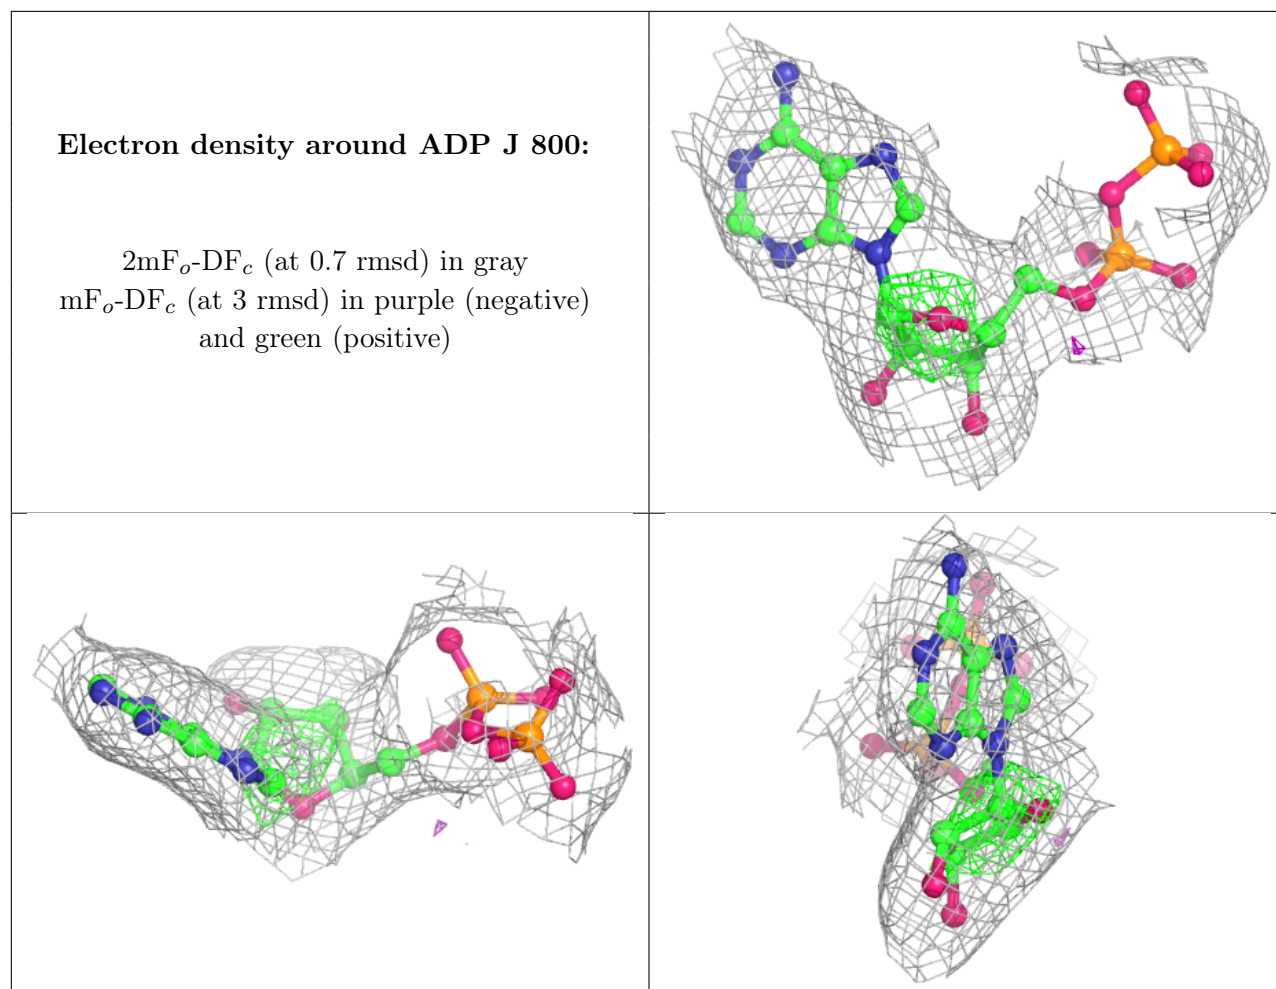 Electron density around ADP J 800:
2mFo-DFc (at 0.7 rmsd) in gray
mFo-DFc (at 3 rmsd) in purple (negative)
and green (positive)